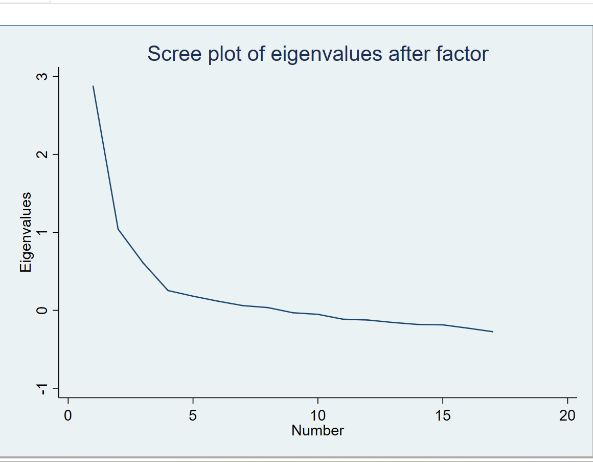 Scree plot of eigenvalues after factor
3
2
1
0
-1
Eigenvalues
0 5 10 15 20
Number